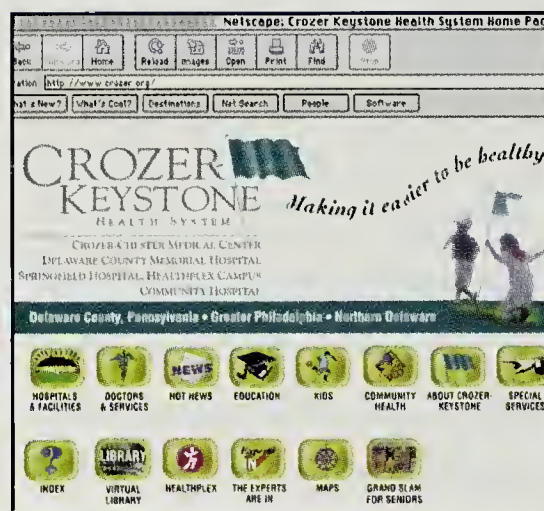 Netscape: Crozer Keystone Health System Home Pag
Back Home Reload Images Open Print Find Stop
http://www.crozer.org/
What's Cool? Destinations Net Search People Software
CROZER
KEYSTONE
HEALTH SYSTEM
Making it easier to be healthy
CROZER-CHESTER MEDICAL CENTER
DELAWARE COUNTY MEMORIAL HOSPITAL
SPRINGFIELD HOSPITAL, HEALTHPLEX CAMPUS
COMMUNITY HOSPITAL
Delaware County, Pennsylvania • Greater Philadelphia • Northern Delaware
NEWS
HOSPITALS & FACILITIES
DOCTORS & SERVICES
HOT NEWS
EDUCATION
KIDS
COMMUNITY HEALTH
ABOUT CROZER-KEYSTONE
SPECIAL SERVICES
LIBRARY
IN
INDEX
VIRTUAL LIBRARY
HEALTHPLEX
THE EXPERTS ARE IN
MAPS
GRAND SLAM FOR SENIORS